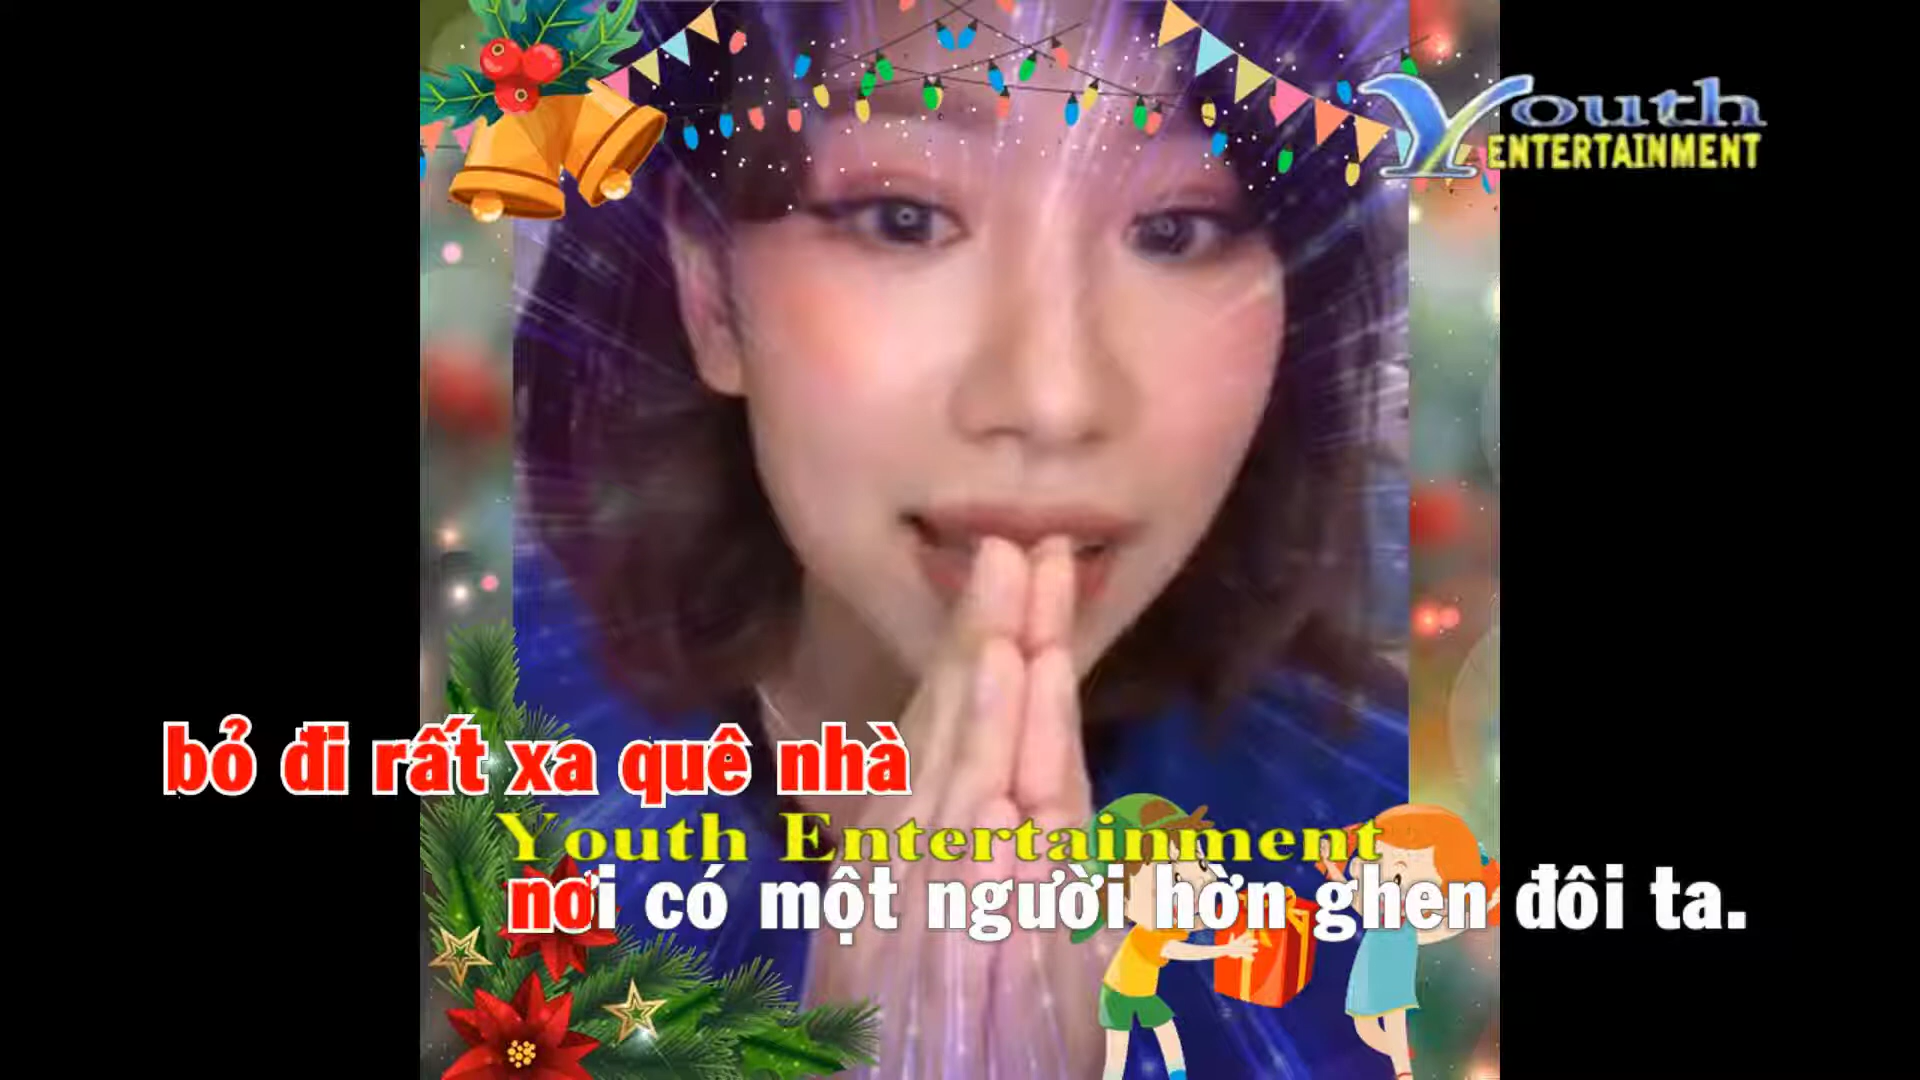 Youth
ENTERTAINMENT
bỏ đi rất xa quê nhà
Youth Entertainment
nơi có một người hờn ghen đôi ta.